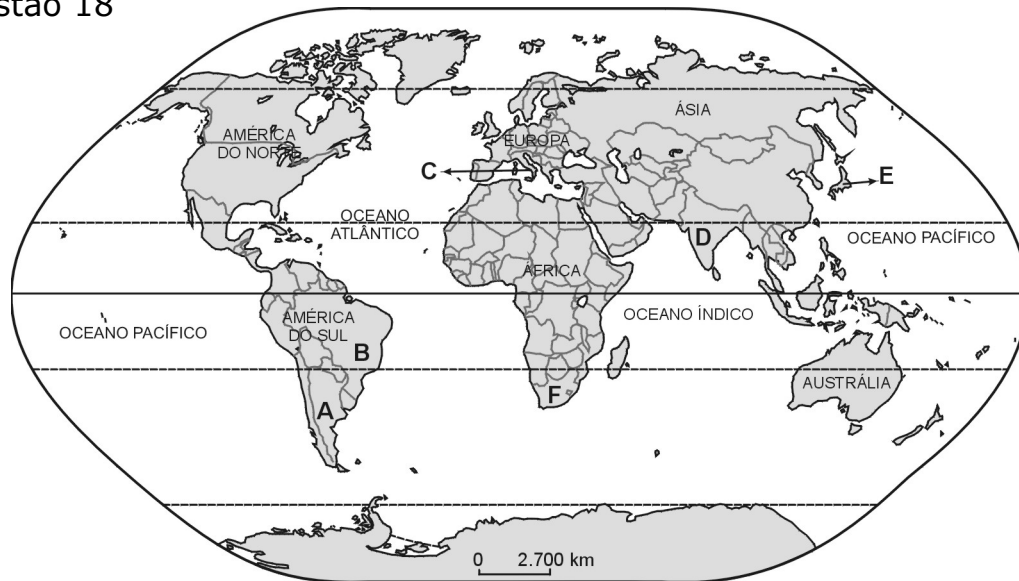 stão 18
ÁSIA
AMÉRICA
DO NORTE
EUROPA
C
E
OCEANO
ATLÂNTICO
D
OCEANO PACÍFICO
ÁFRICA
OCEANO ÍNDICO
AMÉRICA
DO SUL
OCEANO PACÍFICO
B
AUSTRÁLIA
F
A
0 2.700 km